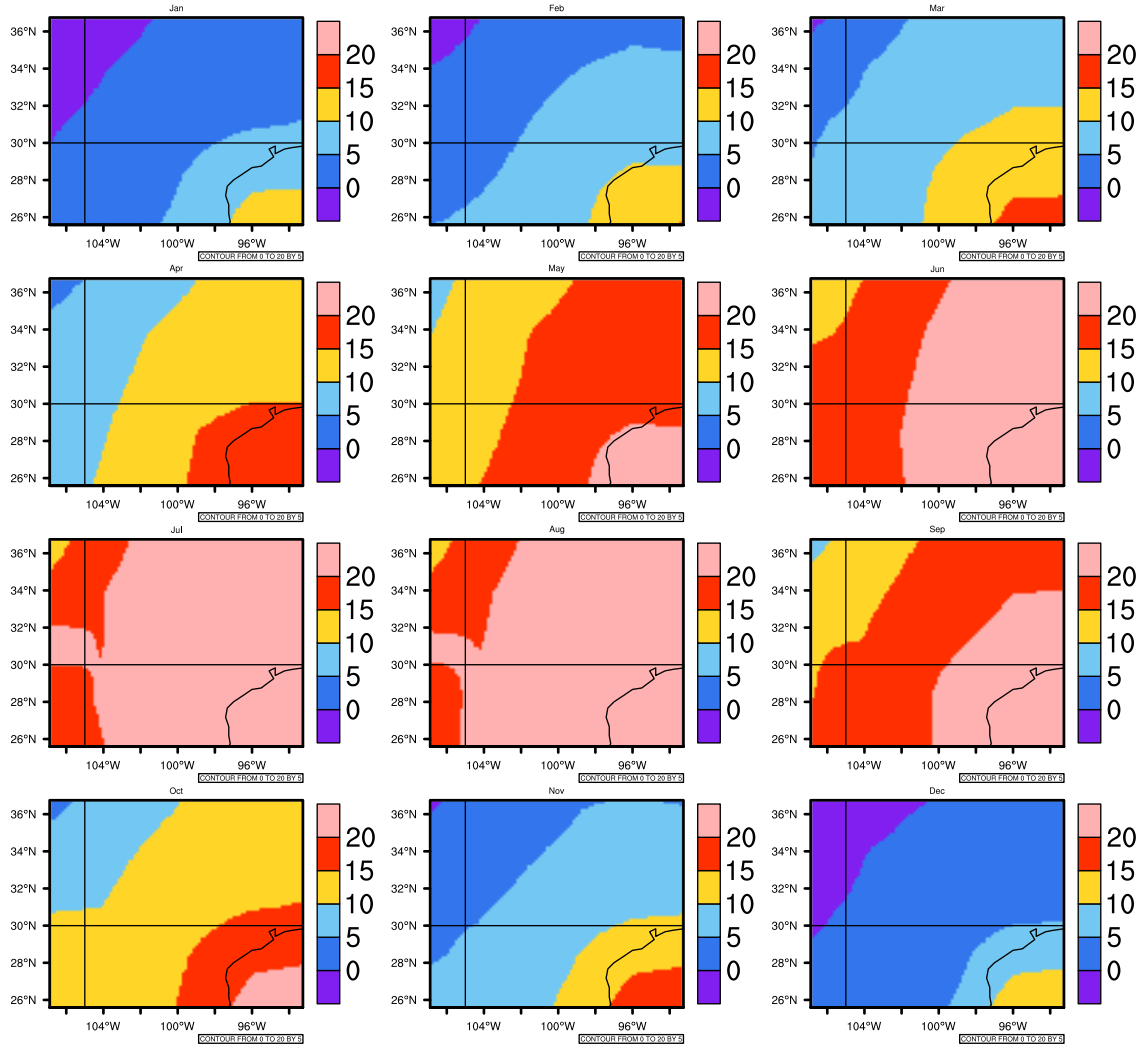 Jan Feb Mar
36°N 20 36°N 20 36°N 20
34°N 15 34°N 15 34°N 15
32°N 10 32°N 10 32°N 10
30°N 5 30°N 5 30°N 5
28°N 0 28°N 0 28°N 0
26°N 26°N 26°N
104°W 100°W 96°W 104°W 100°W 96°W 104°W 100°W 96°W
CONTOUR FROM 0 TO 20 BY 5 CONTOUR FROM 0 TO 20 BY 5 CONTOUR FROM 0 TO 20 BY 5
Apr May Jun
36°N 20 36°N 20 36°N 20
34°N 15 34°N 15 34°N 15
32°N 10 32°N 10 32°N 10
30°N 5 30°N 5 30°N 5
28°N 0 28°N 0 28°N 0
26°N 26°N 26°N
104°W 100°W 96°W 104°W 100°W 96°W 104°W 100°W 96°W
CONTOUR FROM 0 TO 20 BY 5 CONTOUR FROM 0 TO 20 BY 5 CONTOUR FROM 0 TO 20 BY 5
Jul Aug Sep
36°N 20 36°N 20 36°N 20
34°N 15 34°N 15 34°N 15
32°N 10 32°N 10 32°N 10
30°N 5 30°N 5 30°N 5
28°N 0 28°N 0 28°N 0
26°N 26°N 26°N
104°W 100°W 96°W 104°W 100°W 96°W 104°W 100°W 96°W
CONTOUR FROM 0 TO 20 BY 5 CONTOUR FROM 0 TO 20 BY 5 CONTOUR FROM 0 TO 20 BY 5
Oct Nov Dec
36°N 20 36°N 20 36°N 20
34°N 15 34°N 15 34°N 15
32°N 10 32°N 10 32°N 10
30°N 5 30°N 5 30°N 5
28°N 0 28°N 0 28°N 0
26°N 26°N 26°N
104°W 100°W 96°W 104°W 100°W 96°W 104°W 100°W 96°W
CONTOUR FROM 0 TO 20 BY 5 CONTOUR FROM 0 TO 20 BY 5 CONTOUR FROM 0 TO 20 BY 5